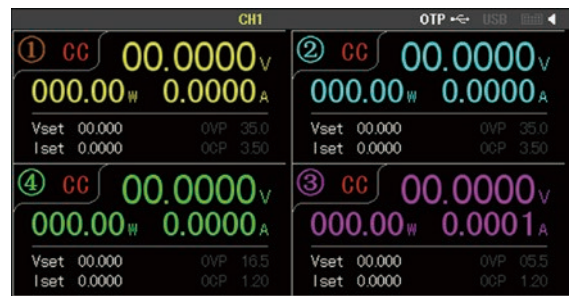 CH1 OTP USB
① CC 00.0000V
000.00W 0.0000A
Vset 00.000 OVP 35.0
Iset 0.0000 OCP 3.50
② CC 00.0000V
000.00W 0.0000A
Vset 00.000 OVP 35.0
Iset 0.0000 OCP 3.50
④ CC 00.0000V
000.00W 0.0000A
Vset 00.000 OVP 16.5
Iset 0.0000 OCP 1.20
③ CC 00.0000V
000.00W 0.0001A
Vset 00.000 OVP 05.5
Iset 0.0000 OCP 1.20